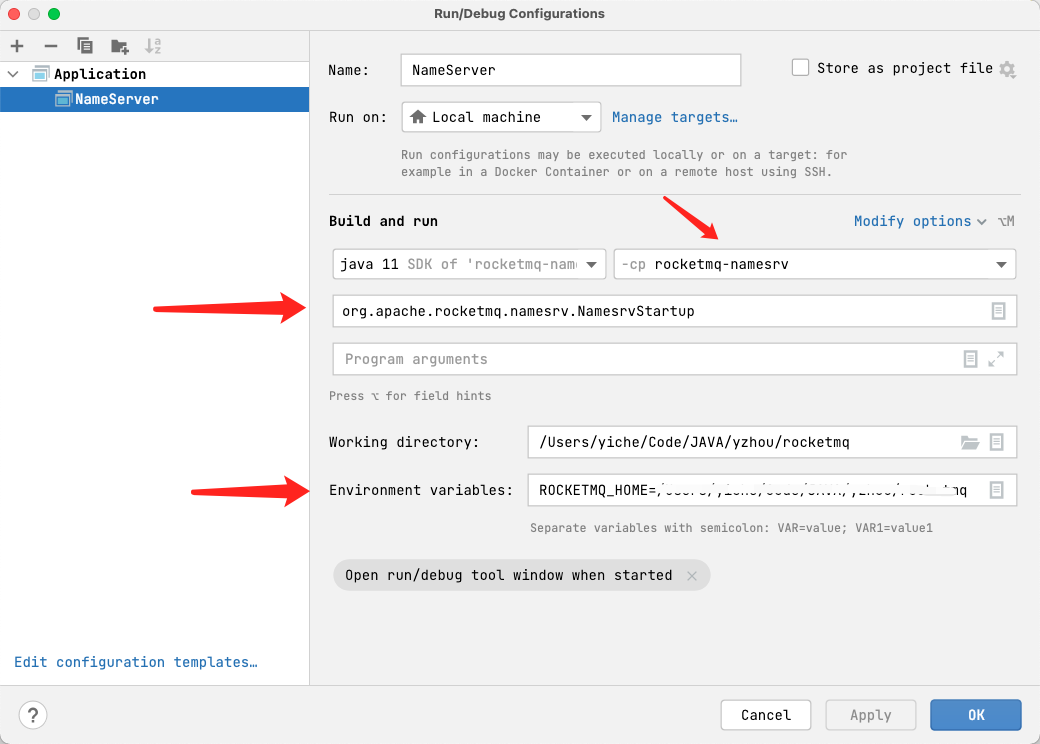 Run/Debug Configurations
Application
NameServer
Name:
NameServer
Store as project file
Run on:
Local machine
Manage targets…
Run configurations may be executed locally or on a target: for
example in a Docker Container or on a remote host using SSH.
Build and run
Modify options
⌥M
java 11 SDK of 'rocketmq-nam
-cp rocketmq-namesrv
org.apache.rocketmq.namesrv.NamesrvStartup
Program arguments
Press ⌥ for field hints
Working directory:
/Users/yiche/Code/JAVA/yzhou/rocketmq
Environment variables:
ROCKETMQ_HOME=
Separate variables with semicolon: VAR=value; VAR1=value1
Open run/debug tool window when started
Edit configuration templates…
?
Cancel
Apply
OK